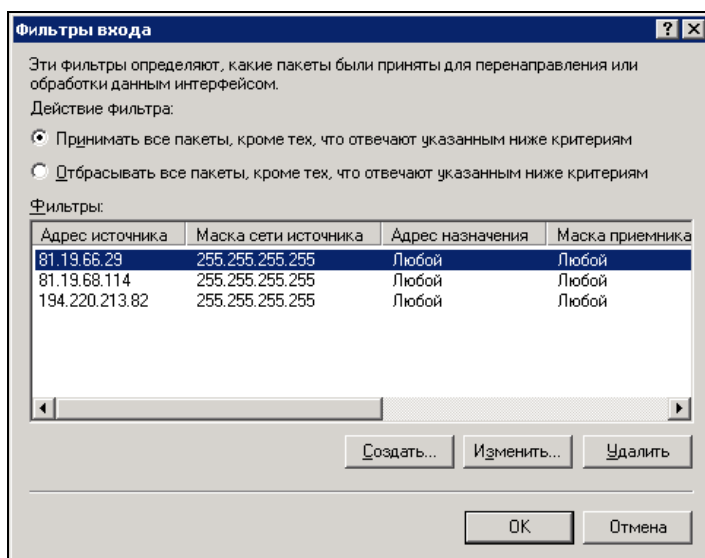 Фильтры входа
Эти фильтры определяют, какие пакеты были приняты для перенаправления или
обработки данным интерфейсом.
Действие фильтра:
Принимать все пакеты, кроме тех, что отвечают указанным ниже критериям
Отбрасывать все пакеты, кроме тех, что отвечают указанным ниже критериям
Фильтры:
Адрес источника Маска сети источника Адрес назначения Маска приемника
81.19.66.29 255.255.255.255 Любой Любой
81.19.68.114 255.255.255.255 Любой Любой
194.220.213.82 255.255.255.255 Любой Любой
Создать... Изменить... Удалить
OK Отмена